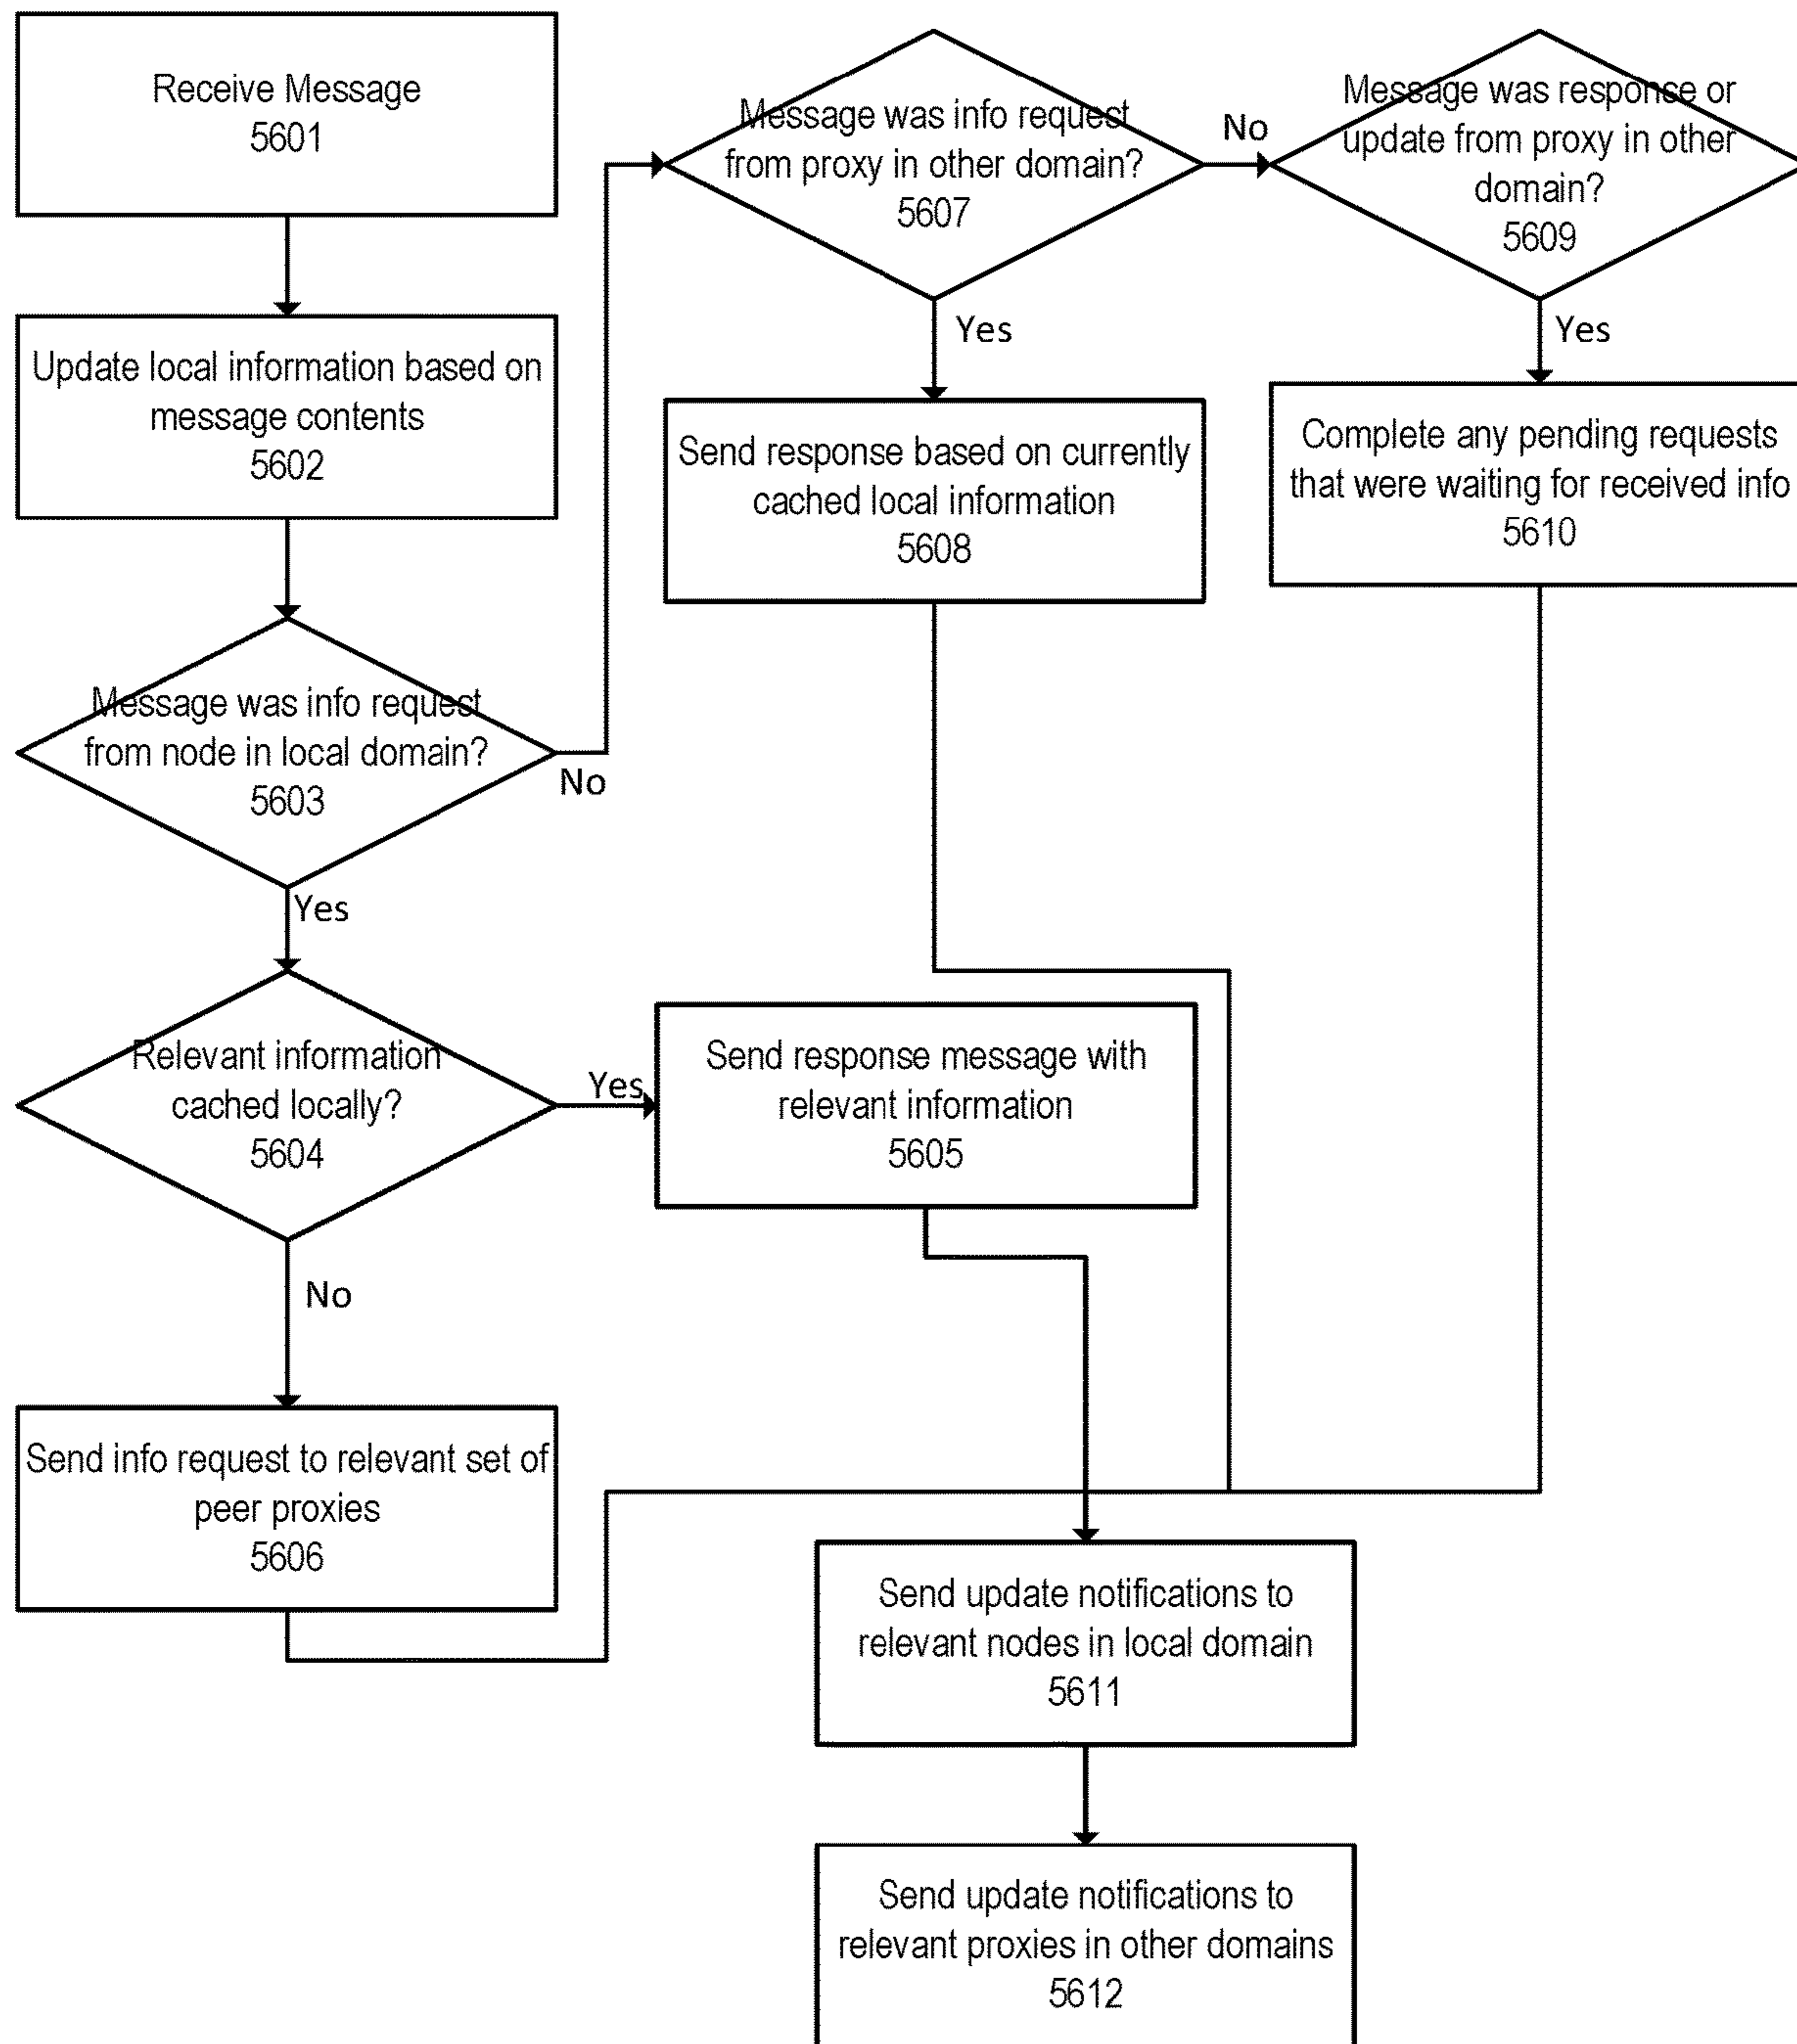 Receive Message
5601
Update local information based on
message contents
5602
Message was info request
from node in local domain?
5603
No
Yes
Relevant information
cached locally?
5604
Yes
No
Send response message with
relevant information
5605
Send info request to relevant set of
peer proxies
5606
Message was info request
from proxy in other domain?
5607
No
Yes
Send response based on currently
cached local information
5608
Message was response or
update from proxy in other
domain?
5609
Yes
Complete any pending requests
that were waiting for received info
5610
Send update notifications to
relevant nodes in local domain
5611
Send update notifications to
relevant proxies in other domains
5612